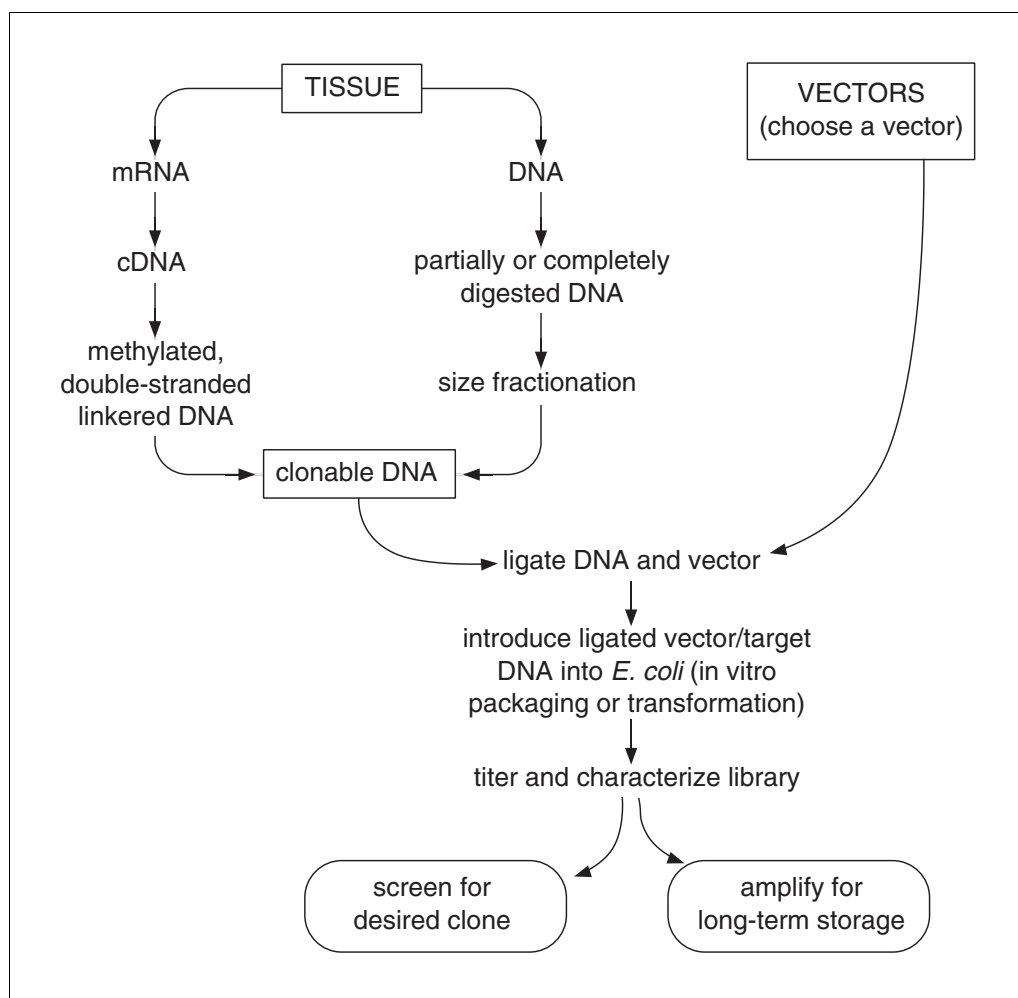 TISSUE
VECTORS
(choose a vector)
mRNA
DNA
cDNA
partially or completely
digested DNA
methylated,
double-stranded
linkered DNA
size fractionation
clonable DNA
ligate DNA and vector
introduce ligated vector/target
DNA into E. coli (in vitro
packaging or transformation)
titer and characterize library
screen for
desired clone
amplify for
long-term storage